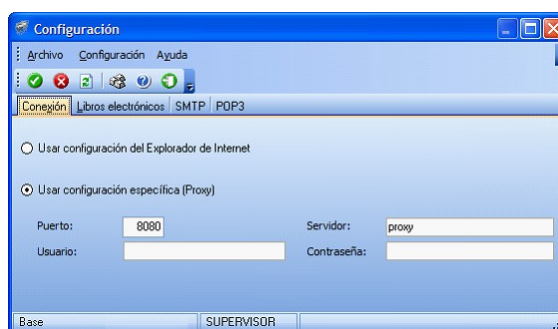 Configuración
Archivo Configuración Ayuda
Conexión Libros electrónicos SMTP POP3
Usar configuración del Explorador de Internet
Usar configuración específica (Proxy)
Puerto: 8080 Servidor: proxy
Usuario: Contraseña:
Base SUPERVISOR